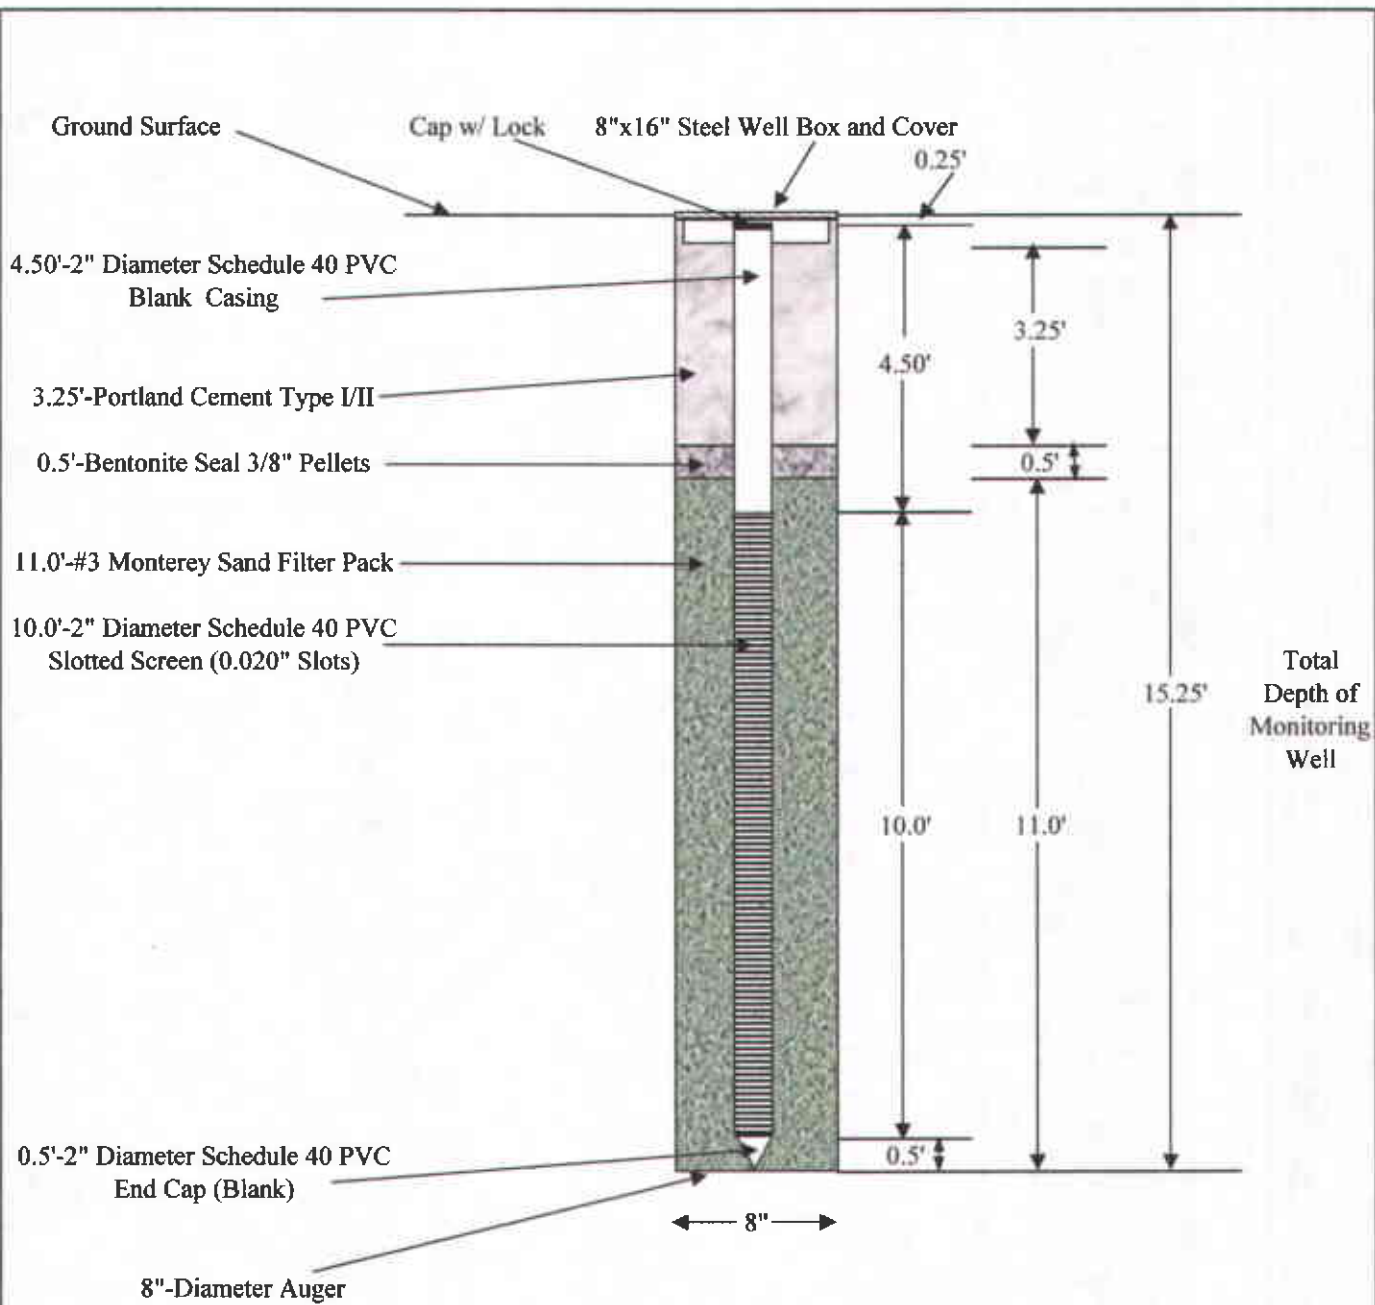 Ground Surface
Cap w/ Lock
8"x16" Steel Well Box and Cover
0.25'
4.50'-2" Diameter Schedule 40 PVC
Blank Casing
3.25'
4.50'
3.25'-Portland Cement Type I/II
0.5'-Bentonite Seal 3/8" Pellets
0.5'
11.0'-#3 Monterey Sand Filter Pack
10.0'-2" Diameter Schedule 40 PVC
Slotted Screen (0.020" Slots)
15.25'
Total
Depth of
Monitoring
Well
10.0'
11.0'
0.5'-2" Diameter Schedule 40 PVC
End Cap (Blank)
0.5'
8"
8"-Diameter Auger